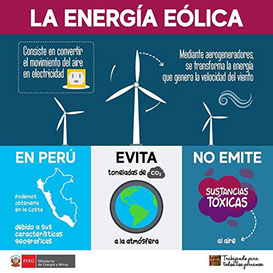 LA ENERGÍA EÓLICA
Consiste en convertir
el movimiento del aire
en electricidad
Mediante aerogeneradores,
se transforma la energía
que genera la velocidad del viento
EN PERÚ
Podemos
obtenerla
en la costa
debido a sus
características
geográficas
EVITA
toneladas de CO₂
a la atmósfera
NO EMITE
SUSTANCIAS
TÓXICAS
al aire
PERÚ
Ministerio
de Energía y Minas
Trabajando para
todos los peruanos